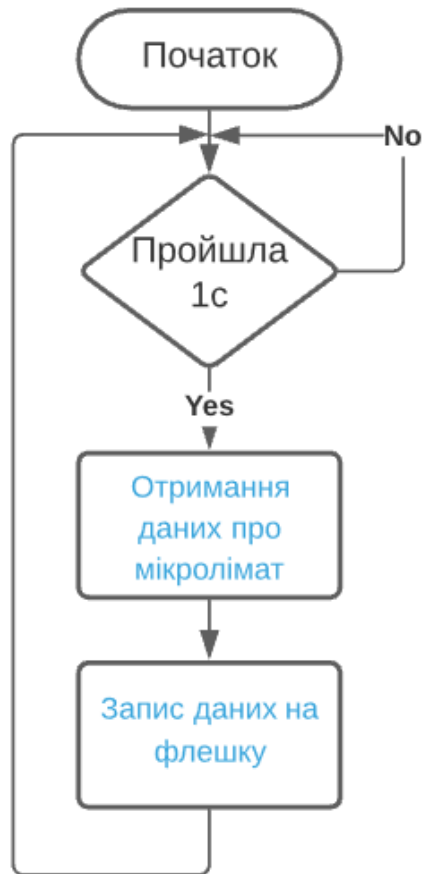 Початок
No
Пройшла
1с
Yes
Отримання
даних про
мікролімат
Запис даних на
флешку